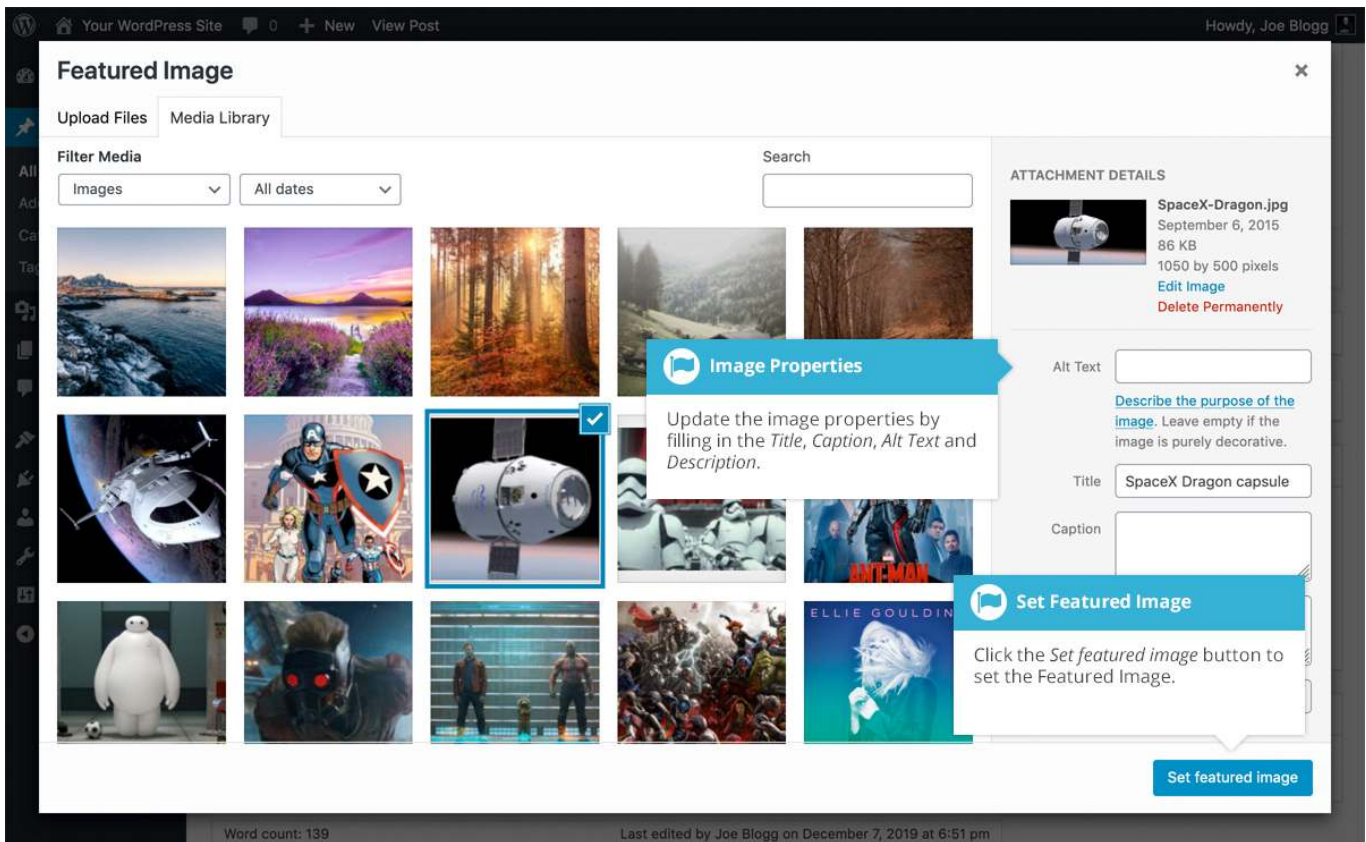 Your WordPress Site 0 + New View Post Howdy, Joe Blogg
Featured Image
Upload Files Media Library
Filter Media
Search
Images All dates
All
Ad
Ca
Tag
ATTACHMENT DETAILS
SpaceX-Dragon.jpg
September 6, 2015
86 KB
1050 by 500 pixels
Edit Image
Delete Permanently
Image Properties
Update the image properties by
filling in the Title, Caption, Alt Text and
Description.
Alt Text
Describe the purpose of the
image. Leave empty if the
image is purely decorative.
Title SpaceX Dragon capsule
Caption
ANT-MAN
ELLIE GOULDIN
Set Featured Image
Click the Set featured image button to
set the Featured Image.
Set featured image
Word count: 139 Last edited by Joe Blogg on December 7, 2019 at 6:51 pm